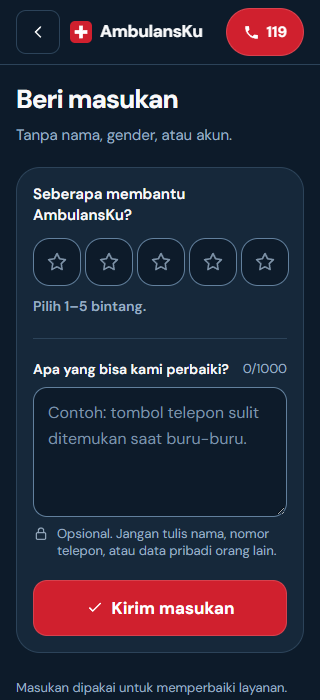 AmbulansKu
119
Beri masukan
Tanpa nama, gender, atau akun.
Seberapa membantu
AmbulansKu?
Pilih 1–5 bintang.
Apa yang bisa kami perbaiki? 0/1000
Contoh: tombol telepon sulit
ditemukan saat buru-buru.
Opsional. Jangan tulis nama, nomor
telepon, atau data pribadi orang lain.
Kirim masukan
Masukan dipakai untuk memperbaiki layanan.